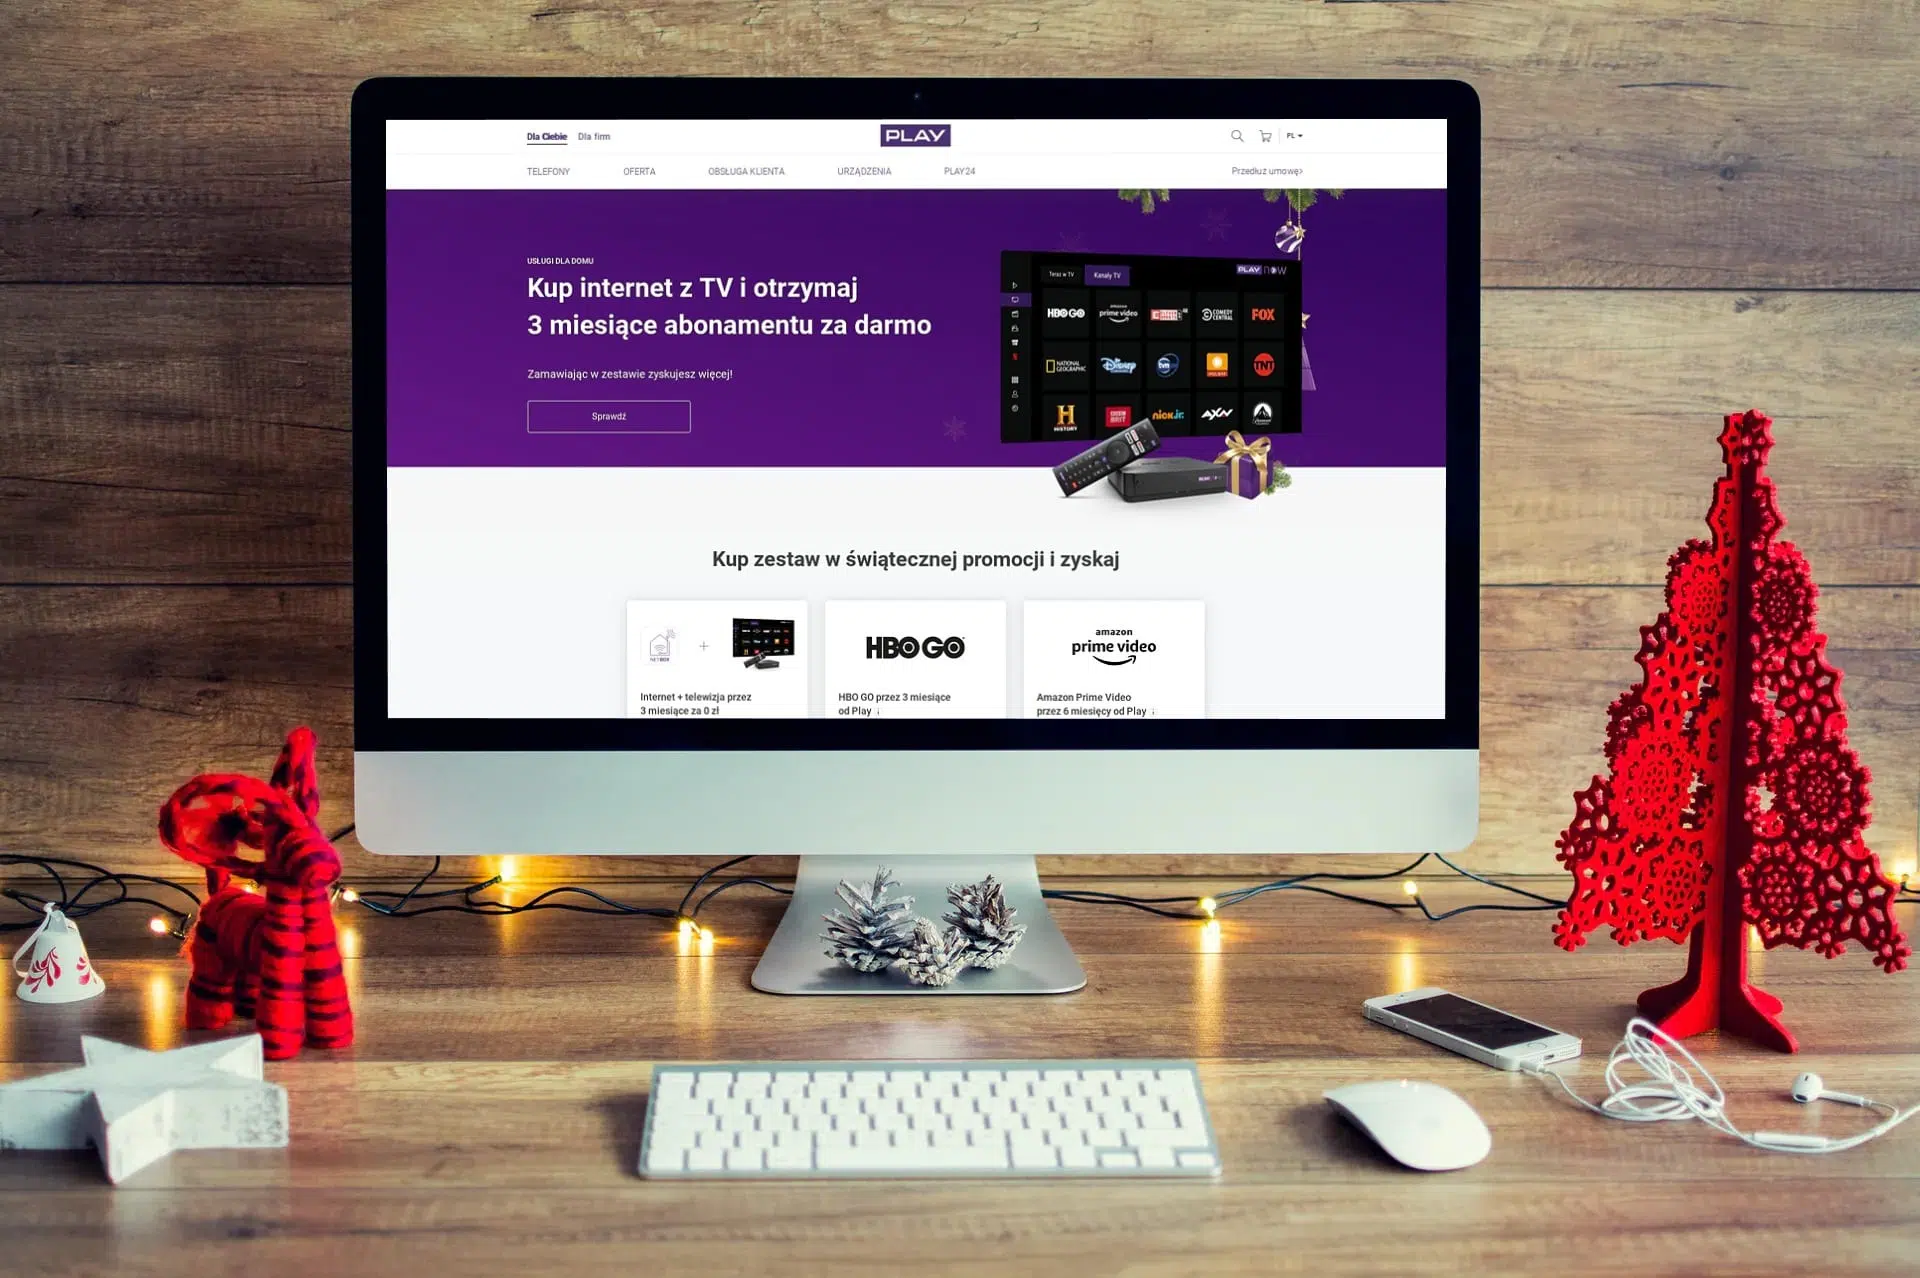 Dla Ciebie Dla firm
PLAY
PL
TELEFONY OFERTA OBSŁUGA KLIENTA URZĄDZENIA PLAY24
Przedłuż umowę›
USŁUGI DLA DOMU
Kup internet z TV i otrzymaj
3 miesiące abonamentu za darmo
Zamawiając w zestawie zyskujesz więcej!
Sprawdź
Teraz w TV Kanały TV
PLAY NOW
HBO GO
amazon
prime video
COMEDY
CENTRAL
FOX
NATIONAL
GEOGRAPHIC
Disney
tvn
TNT
H
HISTORY
nick jr.
AXN
Kup zestaw w świątecznej promocji i zyskaj
NETBOX
+
HBO GO
amazon
prime video
Internet + telewizja przez
3 miesiące za 0 zł
HBO GO przez 3 miesiące
od Play
Amazon Prime Video
przez 6 miesięcy od Play